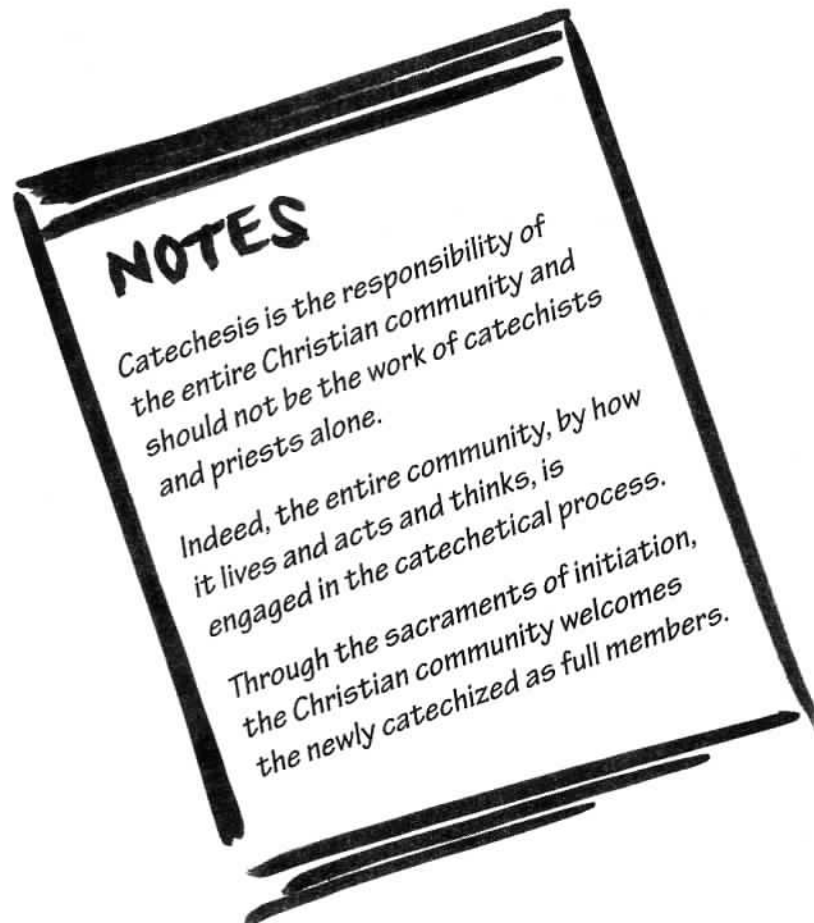 NOTES
Catechesis is the responsibility of
the entire Christian community and
should not be the work of catechists
and priests alone.
Indeed, the entire community, by how
it lives and acts and thinks, is
engaged in the catechetical process.
Through the sacraments of initiation,
the Christian community welcomes
the newly catechized as full members.